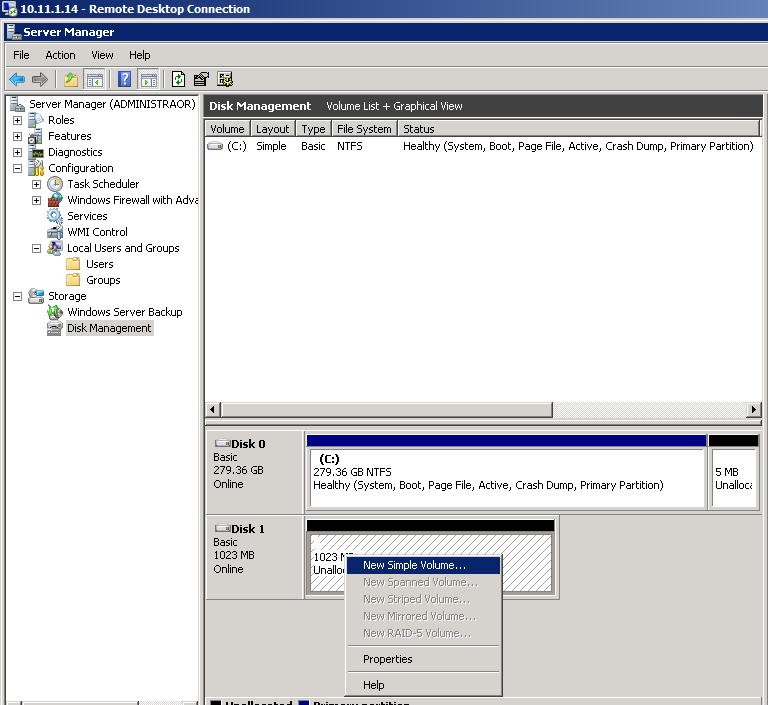 10.11.1.14 - Remote Desktop Connection
Server Manager
File Action View Help
Server Manager (ADMINISTRAOR)
Roles
Features
Diagnostics
Configuration
Task Scheduler
Windows Firewall with Adva
Services
WMI Control
Local Users and Groups
Users
Groups
Storage
Windows Server Backup
Disk Management
Disk Management Volume List + Graphical View
Volume Layout Type File System Status
(C:) Simple Basic NTFS Healthy (System, Boot, Page File, Active, Crash Dump, Primary Partition)
Disk 0
Basic
279.36 GB
Online
(C:)
279.36 GB NTFS
Healthy (System, Boot, Page File, Active, Crash Dump, Primary Partition)
5 MB
Unalloca
Disk 1
Basic
1023 MB
Online
1023 MB
Unallo
New Simple Volume...
New Spanned Volume...
New Striped Volume...
New Mirrored Volume...
New RAID-5 Volume...
Properties
Help
Unallocated Primary partition